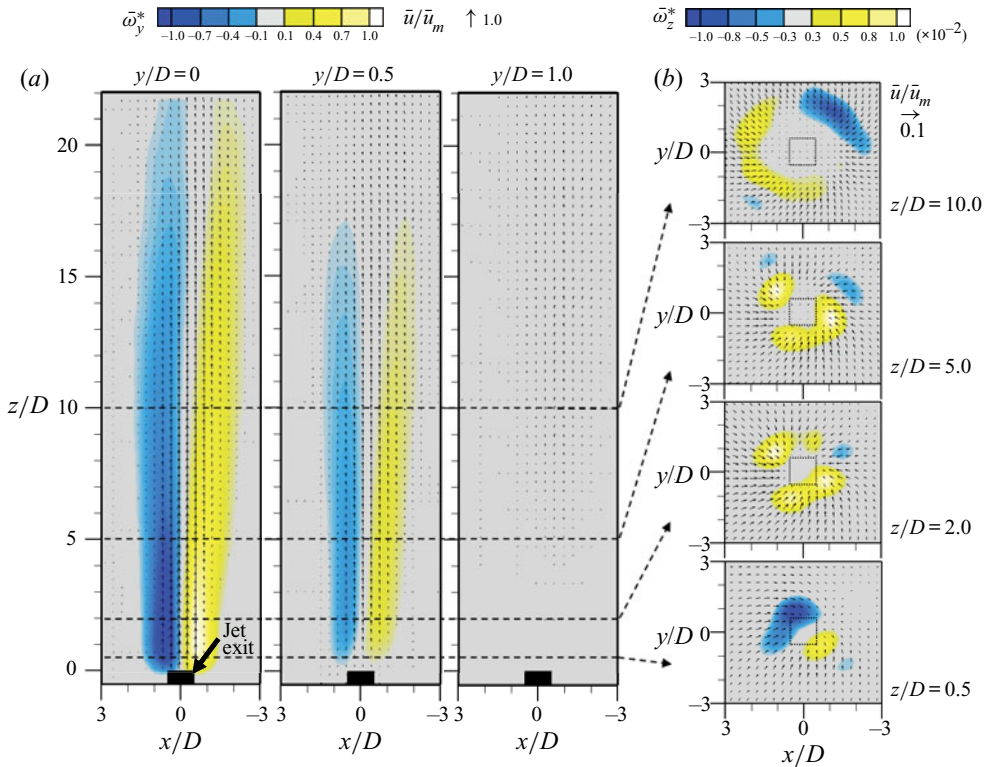 ω̄*y ū/ūm ↑ 1.0
−1.0 −0.7 −0.4 −0.1 0.1 0.4 0.7 1.0
ω̄*z
−1.0 −0.8 −0.5 −0.3 0.3 0.5 0.8 1.0 (×10−2)
(a) y/D = 0 y/D = 0.5 y/D = 1.0
20
15
z/D 10
5
0
Jet
exit
3 0 −3 3 0 −3 3 0 −3
x/D x/D x/D
(b)
ū/ūm
→
0.1
3
y/D 0
−3
z/D = 10.0
3
y/D 0
−3
z/D = 5.0
3
y/D 0
−3
z/D = 2.0
3
y/D 0
−3
z/D = 0.5
3 0 −3
x/D